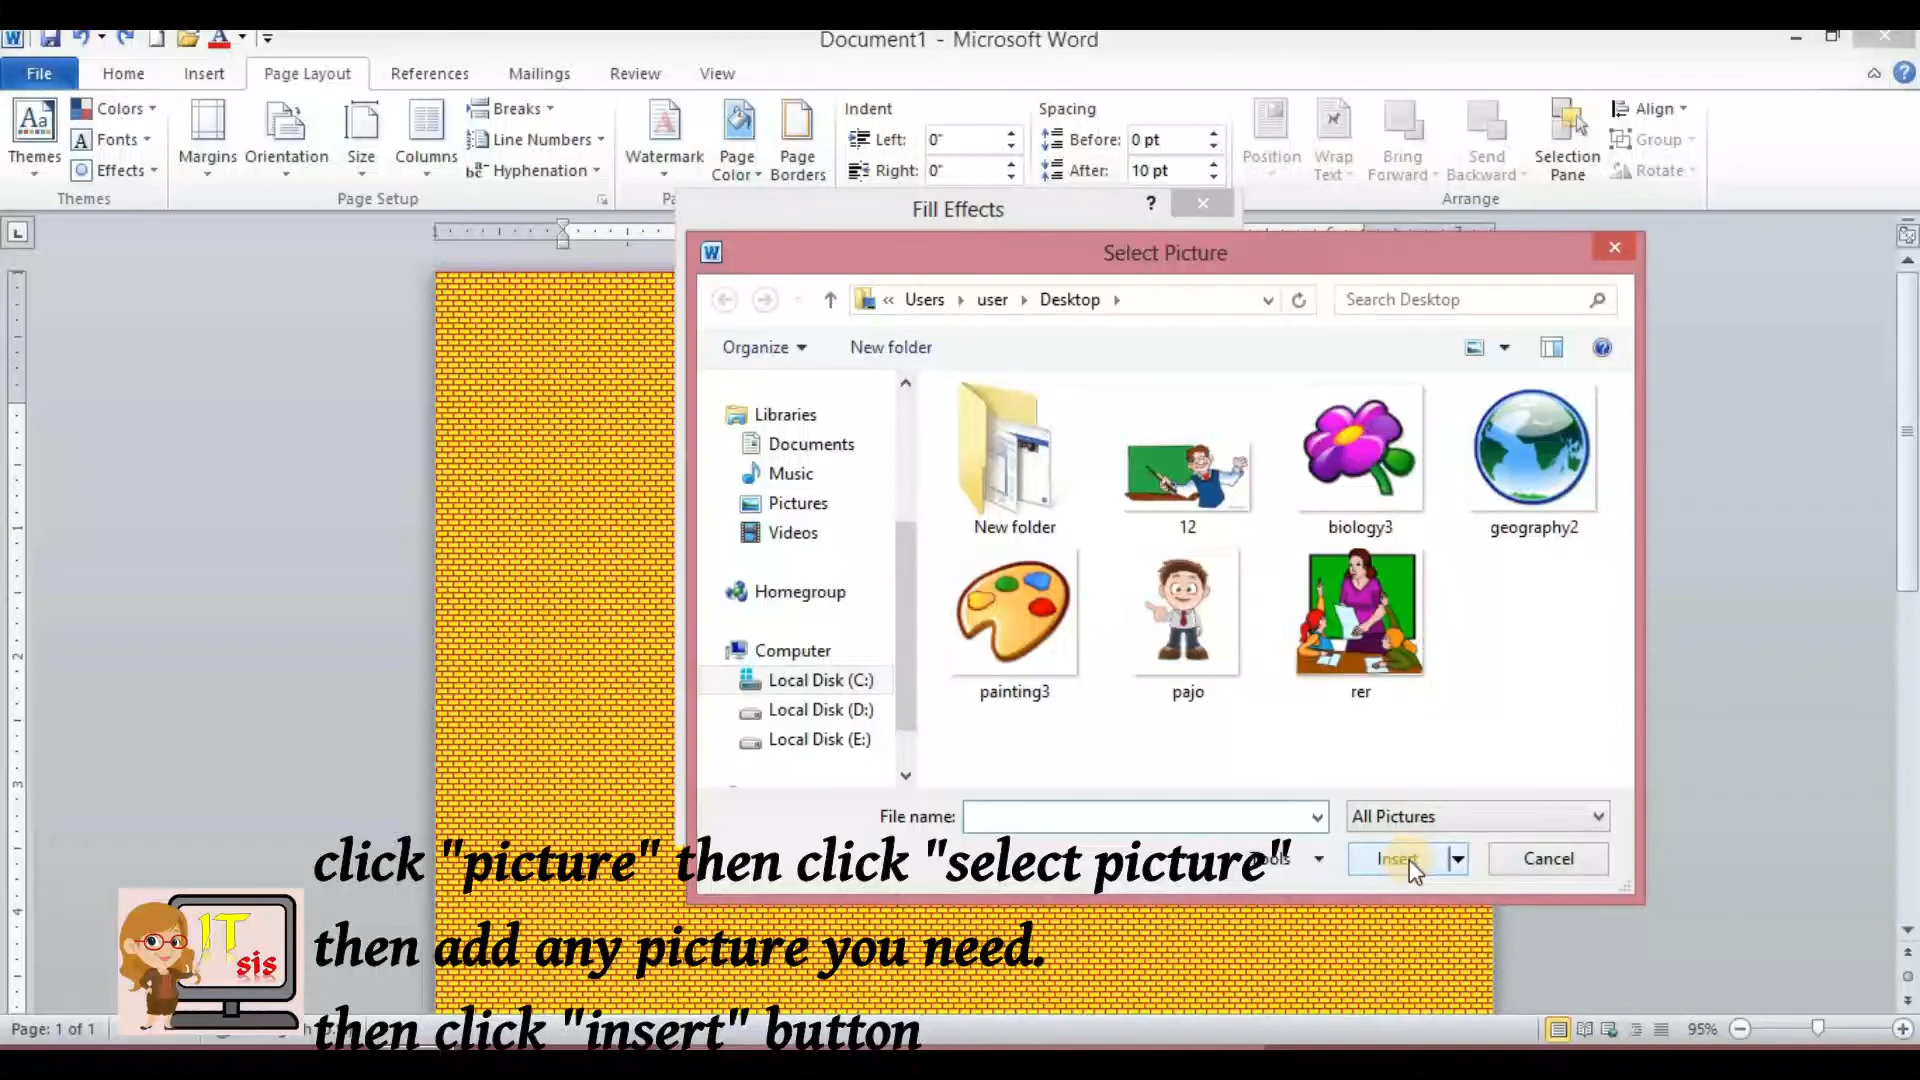 Document1 - Microsoft Word
File Home Insert Page Layout References Mailings Review View
Colors
Fonts
Effects
Themes
Themes
Margins
Orientation
Size
Columns
Breaks
Line Numbers
Hyphenation
Page Setup
Watermark
Page Color
Page Borders
Indent
Left: 0"
Right: 0"
Spacing
Before: 0 pt
After: 10 pt
Position
Wrap Text
Bring Forward
Send Backward
Selection Pane
Align
Group
Rotate
Arrange
Fill Effects
Select Picture
« Users user Desktop
Search Desktop
Organize New folder
Libraries
Documents
Music
Pictures
Videos
Homegroup
Computer
Local Disk (C:)
Local Disk (D:)
Local Disk (E:)
New folder 12 biology3 geography2
painting3 pajo rer
File name:
All Pictures
Insert
Cancel
click "picture" then click "select picture"
then add any picture you need.
then click "insert" button
IT
sis
Page: 1 of 1
95%